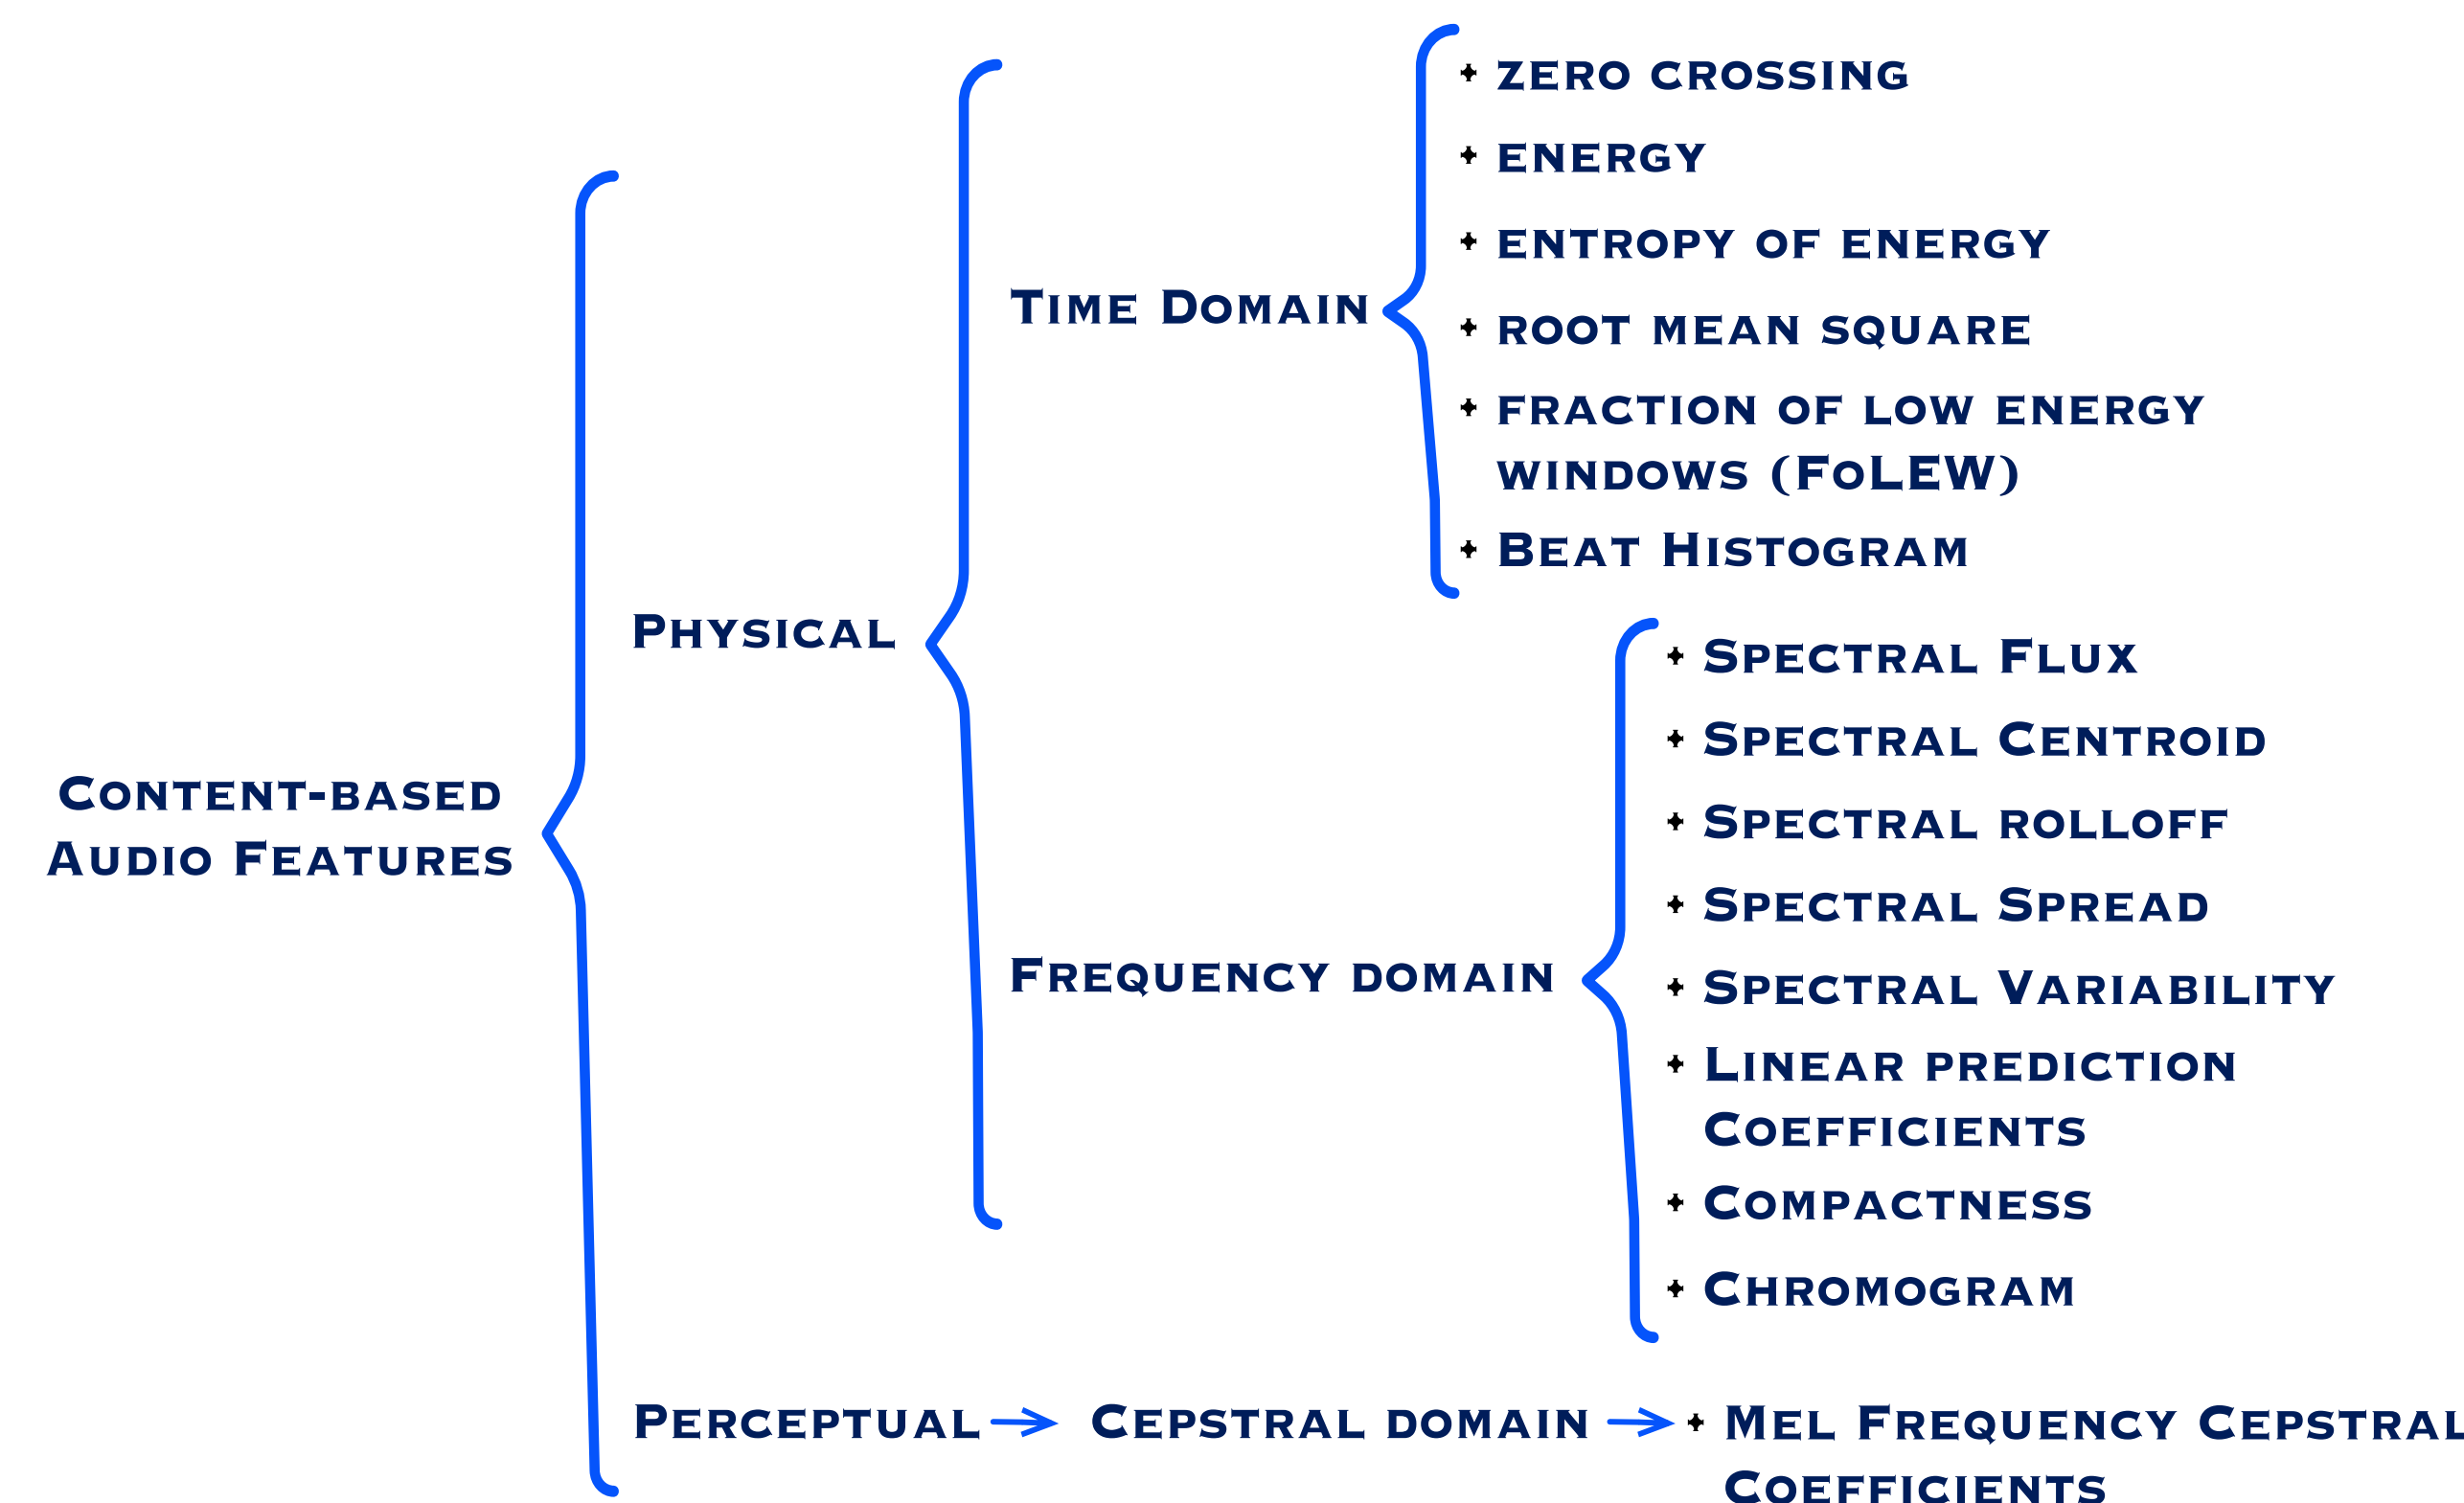 zero crossing
energy
entropy of energy
root mean square
fraction of low energy
windows (FoLEW)
Beat Histogram
Time Domain
Physical
Spectral Flux
Spectral Centroid
Spectral rolloff
Spectral Spread
Spectral Variability
Linear prediction
Coefficients
Compactness
Chromogram
Frequency domain
Content-based
Audio Features
Perceptual
Cepstral domain
Mel Frequency Cepstral
Coefficients